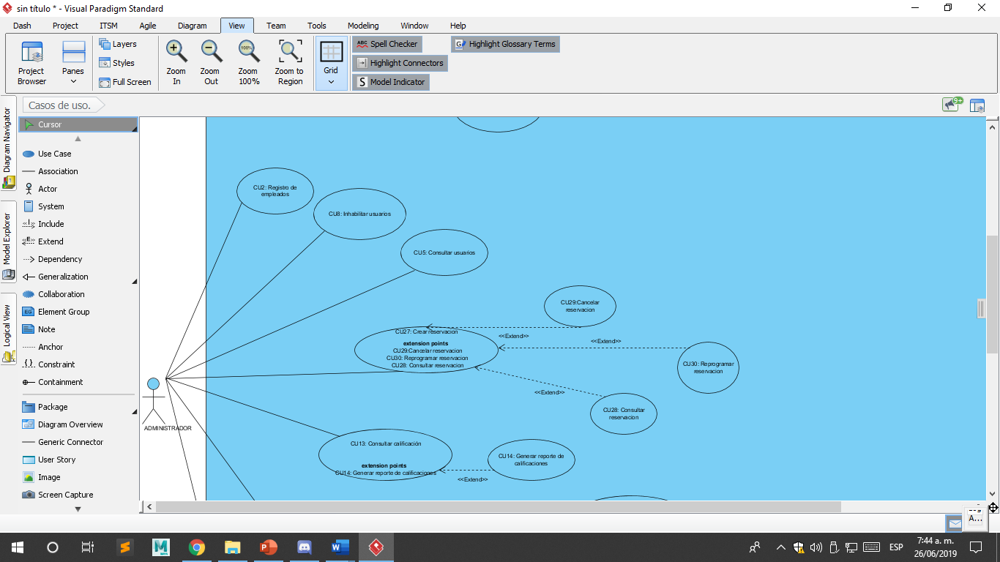 sin título * - Visual Paradigm Standard
Dash
Project
ITSM
Agile
Diagram
View
Team
Tools
Modeling
Window
Help
Project
Browser
Panes
Layers
Styles
Full Screen
Zoom
In
Zoom
Out
100%
Zoom
100%
Zoom to
Region
Grid
ABC Spell Checker
Highlight Connectors
S Model Indicator
G Highlight Glossary Terms
Casos de uso.
9+
Diagram Navigator
Model Explorer
Logical View
Cursor
Use Case
Association
Actor
System
<<I>> Include
<<E>> Extend
Dependency
Generalization
Collaboration
EG Element Group
Note
Anchor
{.} Constraint
Containment
Package
Diagram Overview
Generic Connector
User Story
Image
Screen Capture
CU2: Registro de
empleados
CU8: Inhabilitar usuarios
CU5: Consultar usuarios
CU29:Cancelar
reservacion
CU27: Crear reservacion
extension points
CU29:Cancelar reservacion
CU30: Reprogramar reservacion
CU28: Consultar reservacion
<<Extend>>
<<Extend>>
CU30: Reprogramar
reservacion
<<Extend>>
CU28: Consultar
reservacion
ADMINISTRADOR
CU13: Consultar calificación
extension points
CU14: Generar reporte de calificaciones
CU14: Generar reporte de
calificaciones
<<Extend>>
A...
ESP
7:44 a. m.
26/06/2019